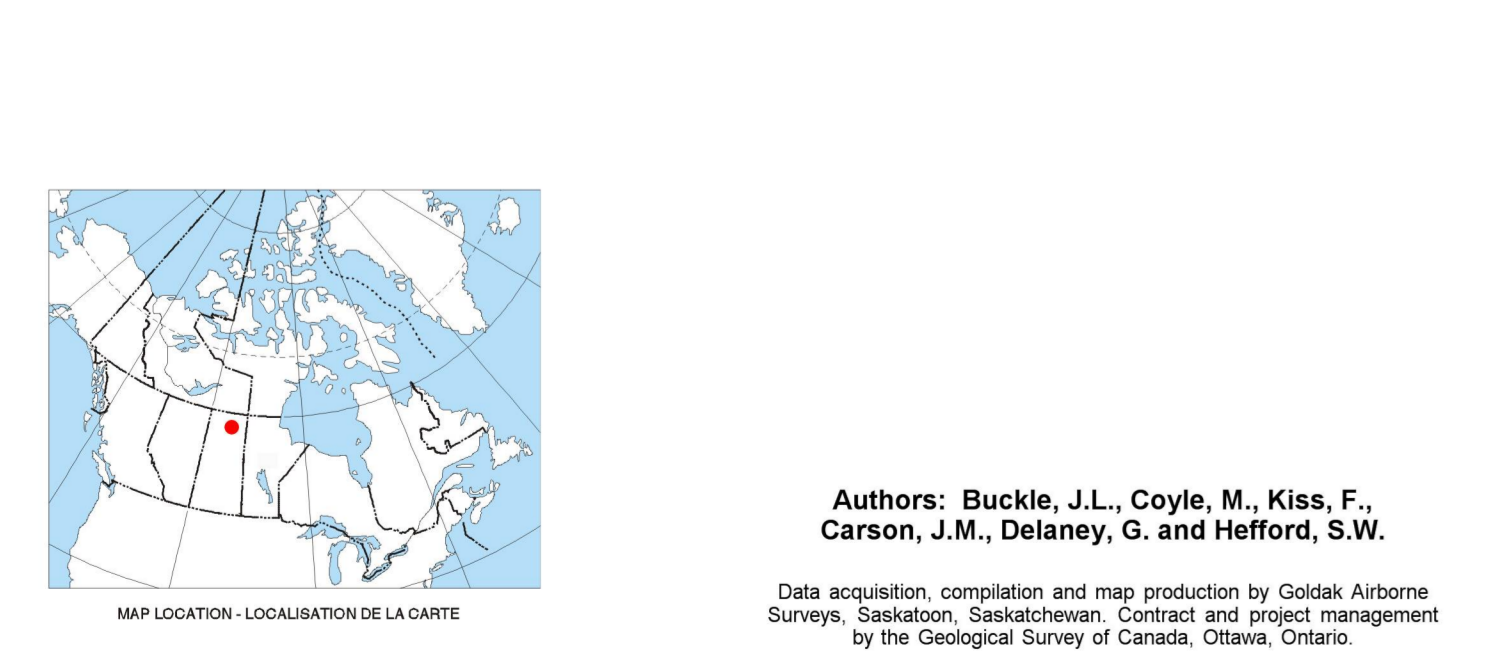 MAP LOCATION - LOCALISATION DE LA CARTE
Authors: Buckle, J.L., Coyle, M., Kiss, F.,
Carson, J.M., Delaney, G. and Hefford, S.W.
Data acquisition, compilation and map production by Goldak Airborne
Surveys, Saskatoon, Saskatchewan. Contract and project management
by the Geological Survey of Canada, Ottawa, Ontario.